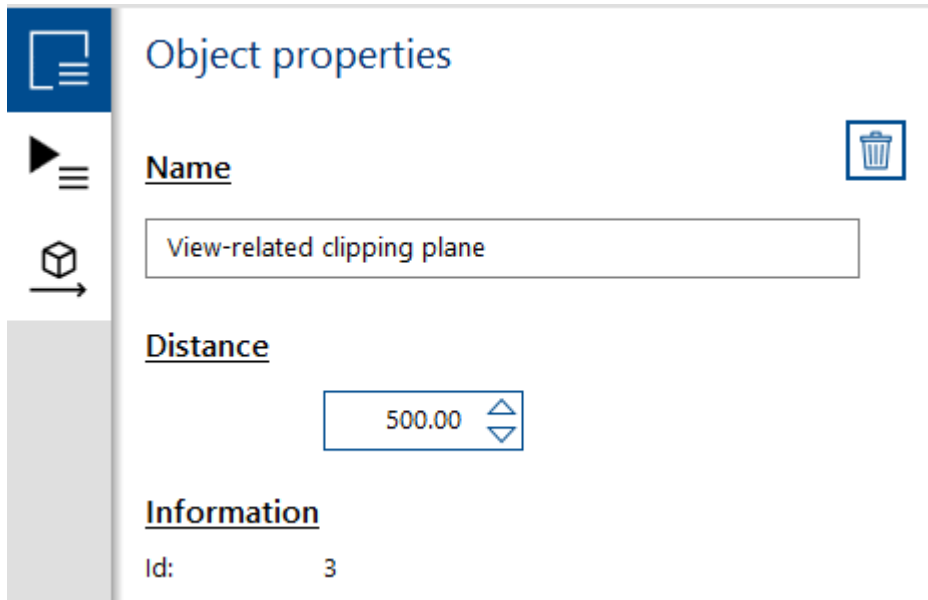 Object properties
Name
View-related clipping plane
Distance
500.00
Information
Id: 3